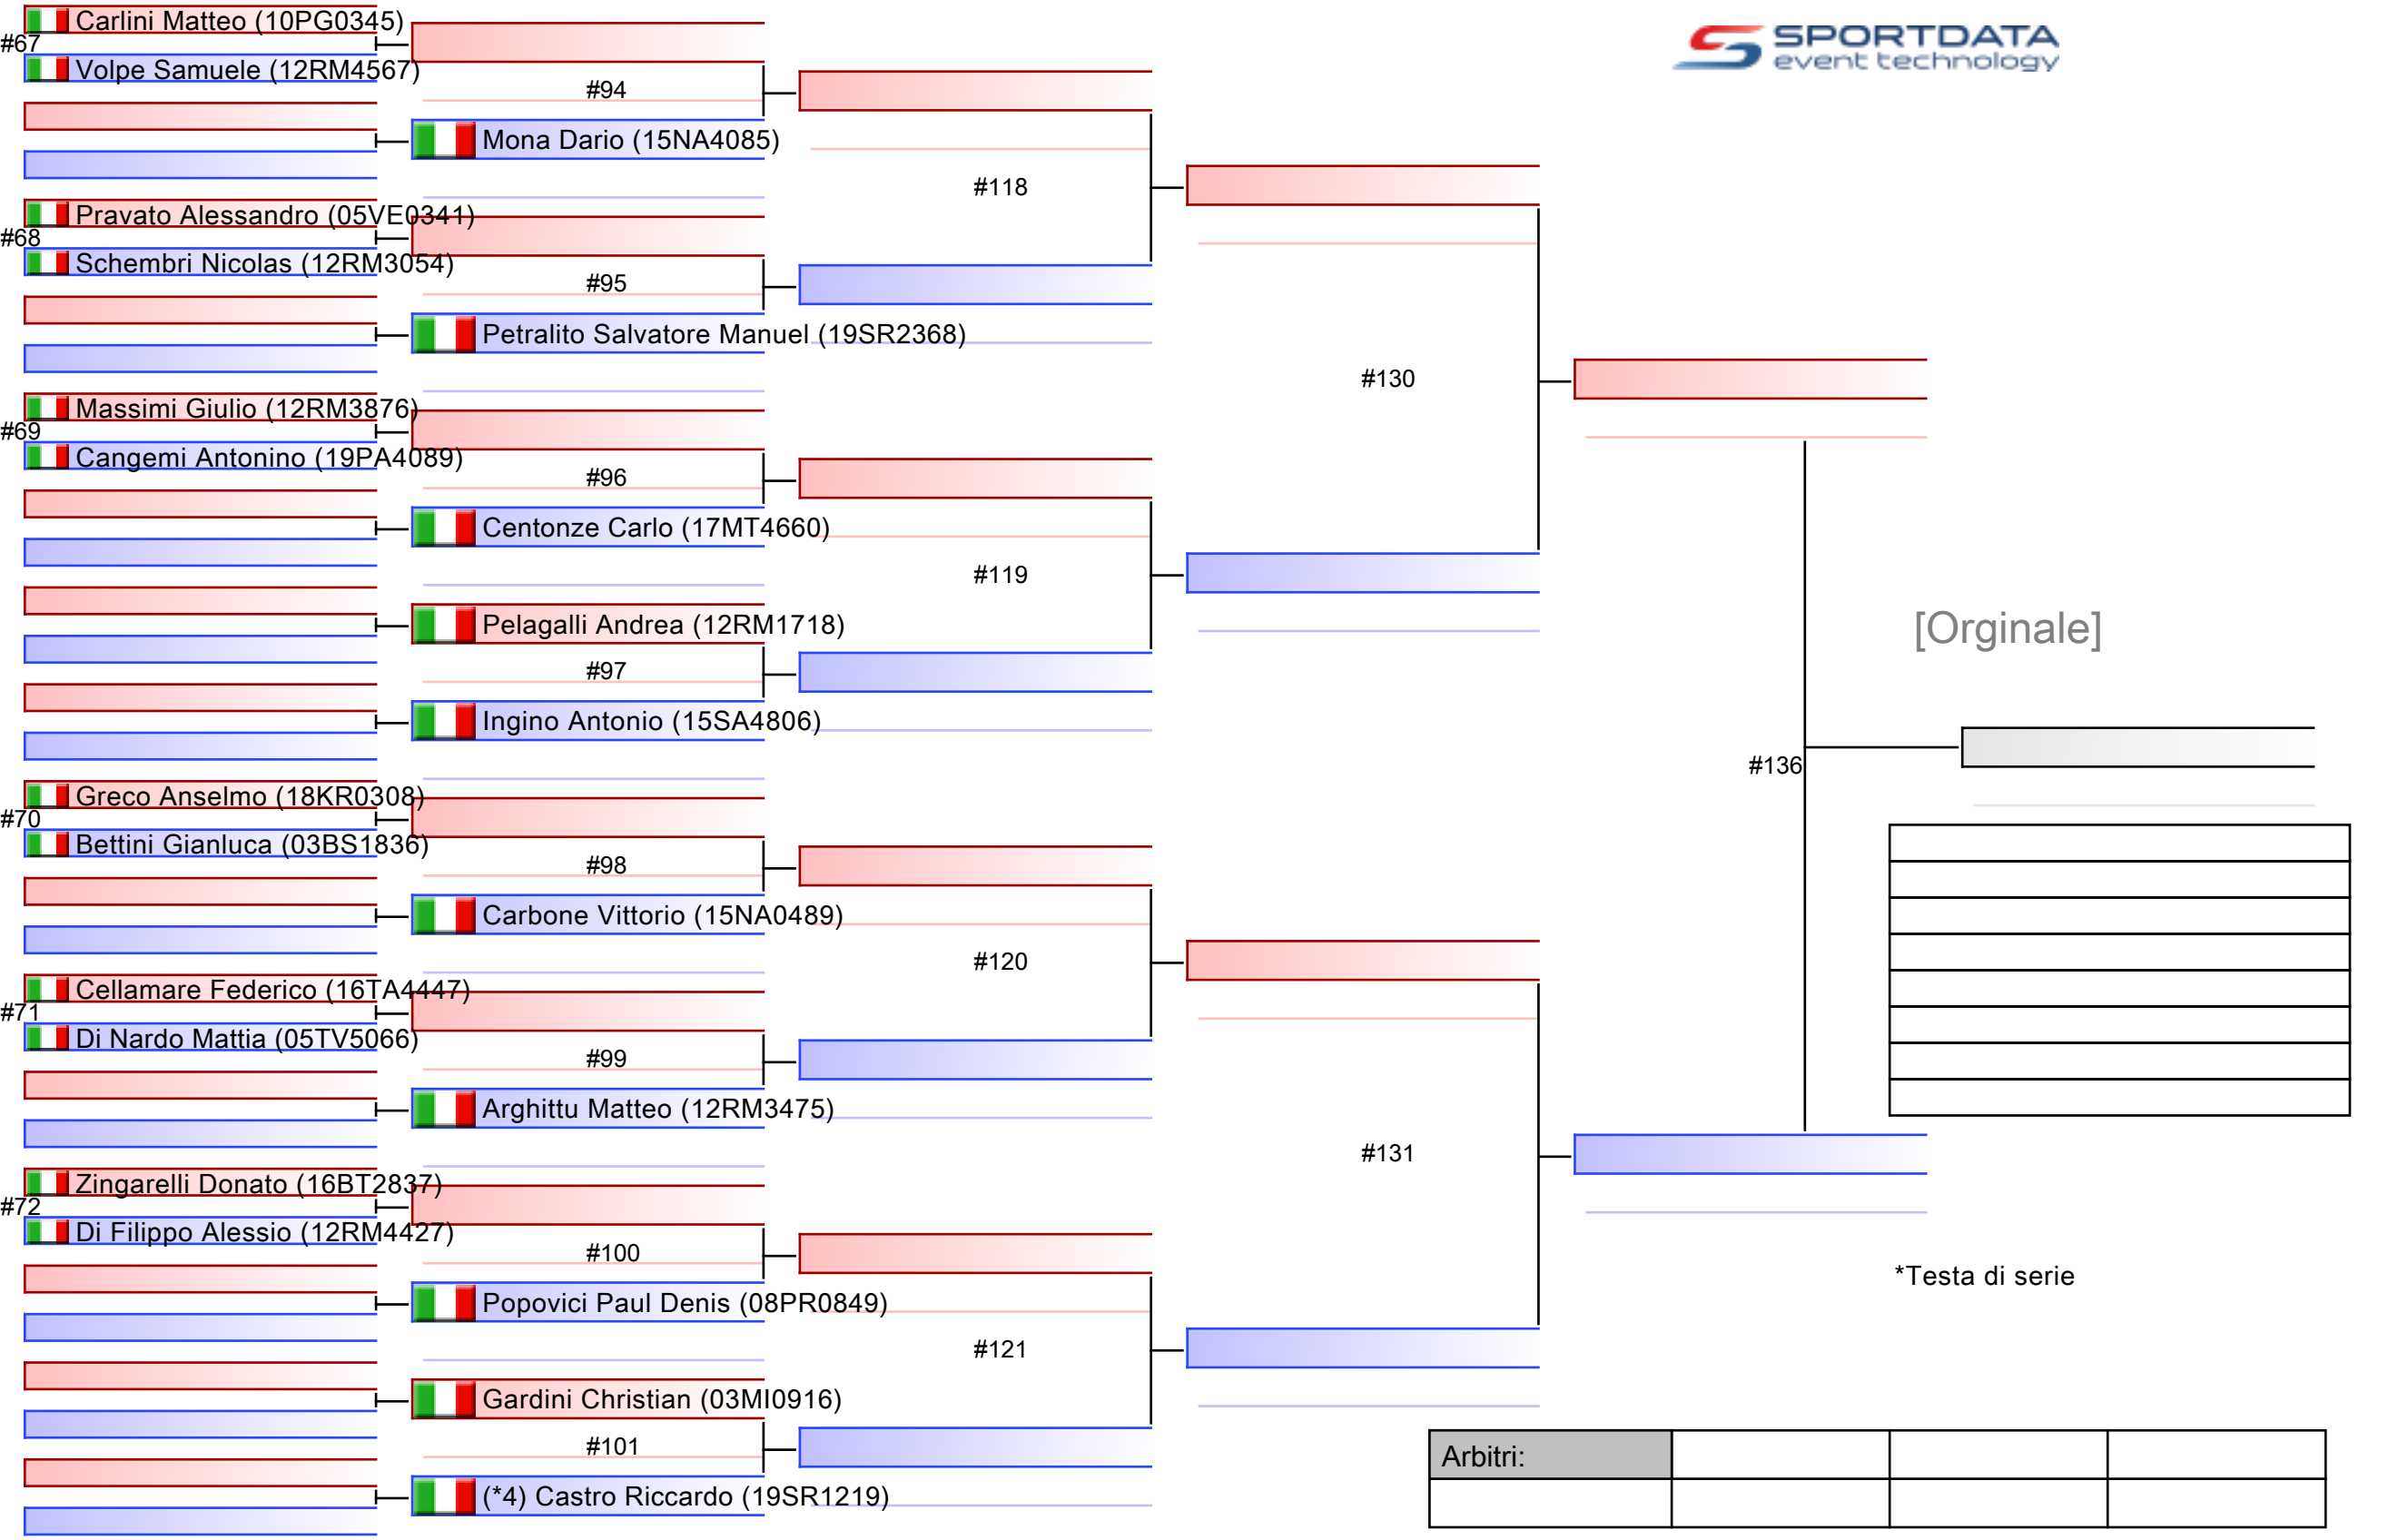 Carlini Matteo (10PG0345)
#67
Volpe Samuele (12RM4567)
#94
Mona Dario (15NA4085)
#118
Pravato Alessandro (05VE0341)
#68
Schembri Nicolas (12RM3054)
#95
Petralito Salvatore Manuel (19SR2368)
#130
Massimi Giulio (12RM3876)
#69
Cangemi Antonino (19PA4089)
#96
Centonze Carlo (17MT4660)
#119
Pelagalli Andrea (12RM1718)
#97
Ingino Antonio (15SA4806)
#136
Greco Anselmo (18KR0308)
#70
Bettini Gianluca (03BS1836)
#98
Carbone Vittorio (15NA0489)
#120
Cellamare Federico (16TA4447)
#71
Di Nardo Mattia (05TV5066)
#99
Arghittu Matteo (12RM3475)
#131
Zingarelli Donato (16BT2837)
#72
Di Filippo Alessio (12RM4427)
#100
Popovici Paul Denis (08PR0849)
#121
Gardini Christian (03MI0916)
#101
(*4) Castro Riccardo (19SR1219)
SPORTDATA
event technology
[Orginale]
*Testa di serie
Arbitri: